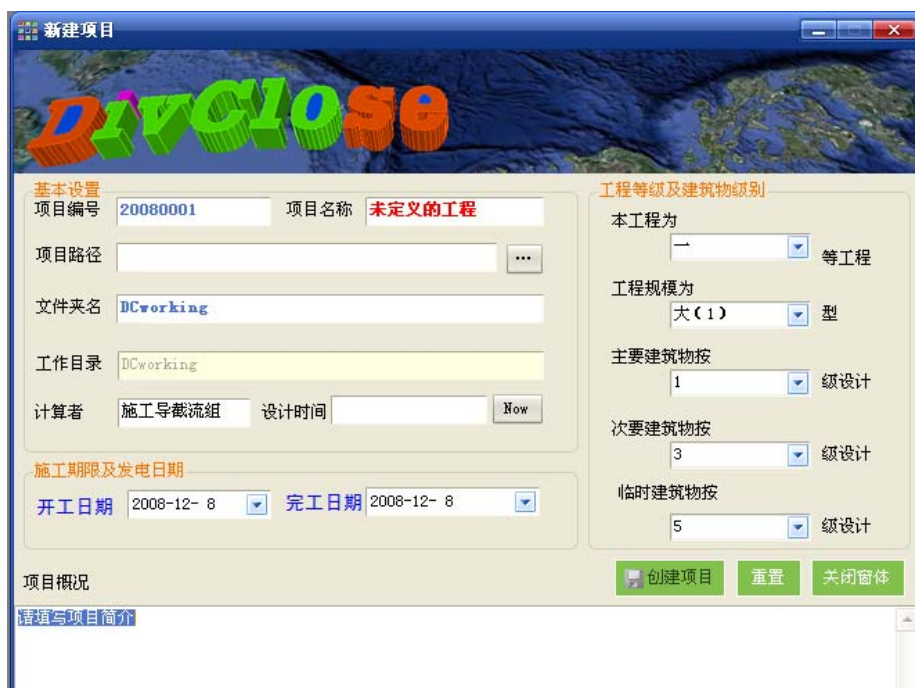 新建项目
DivClose
基本设置
项目编号 20080001 项目名称 未定义的工程
项目路径 ...
文件夹名 DCworking
工作目录 DCworking
计算者 施工导截流组 设计时间 Now
施工期限及发电日期
开工日期 2008-12- 8 完工日期 2008-12- 8
工程等级及建筑物级别
本工程为
一 等工程
工程规模为
大(1) 型
主要建筑物按
1 级设计
次要建筑物按
3 级设计
临时建筑物按
5 级设计
项目概况 创建项目 重置 关闭窗体
请填写项目简介